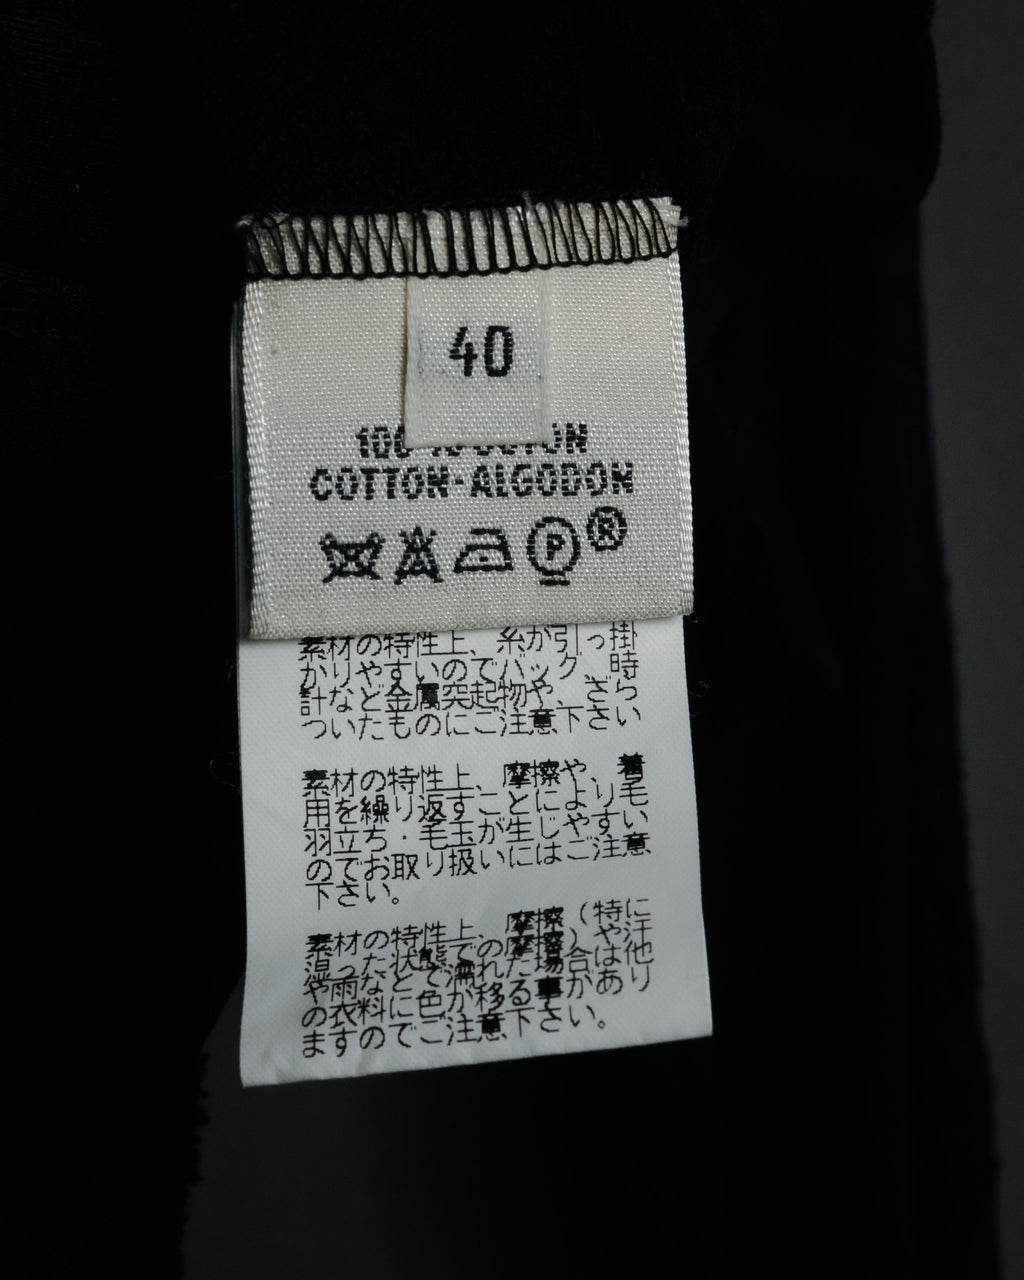 40
100 % COTON
COTTON-ALGODON
P
®
素材の特性上、糸が引っ掛
かりやすいのでバック、時
計など金属突起物や、ざら
ついたものにご注意下さい
素材の特性上、摩擦や、着
用を繰り返すことにより毛
羽立ち・毛玉が生じやすい
のでお取り扱いにはご注意
下さい。
素材の特性上、摩擦(特に
湿った状態での摩擦)や汗
や雨などで濡れた場合は他
の衣料に色が移る事があり
ますのでご注意下さい。